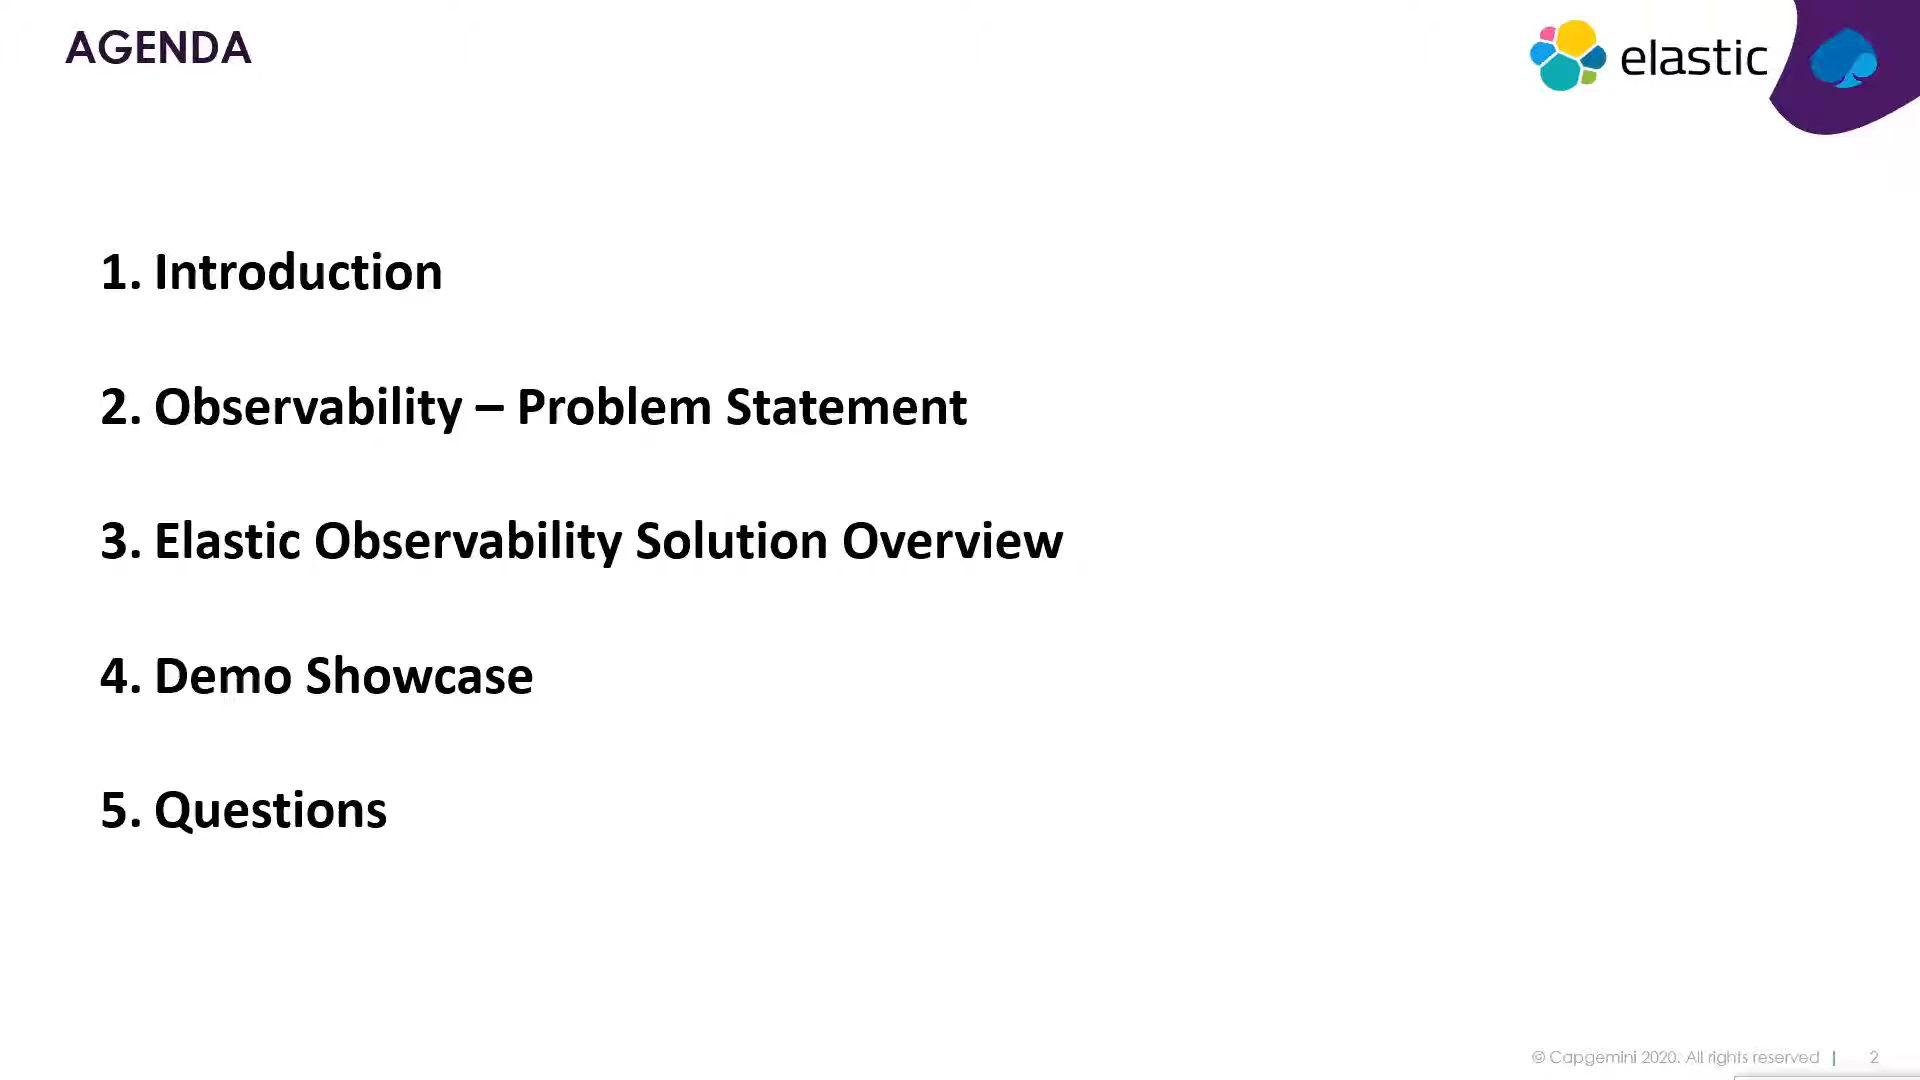 AGENDA
elastic
1. Introduction
2. Observability – Problem Statement
3. Elastic Observability Solution Overview
4. Demo Showcase
5. Questions
© Capgemini 2020. All rights reserved | 2